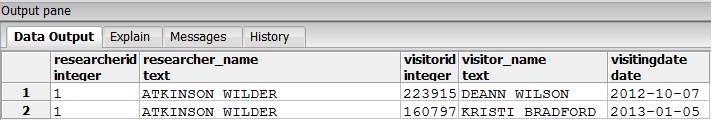 Output pane
Data Output Explain Messages History
researcherid researcher_name visitorid visitor_name visitingdate
integer text integer text date
1 1 ATKINSON WILDER 223915 DEANN WILSON 2012-10-07
2 1 ATKINSON WILDER 160797 KRISTI BRADFORD 2013-01-05